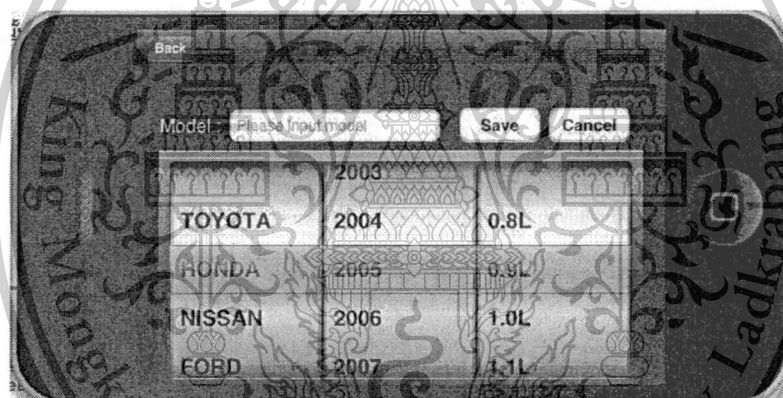 Back
Model Please input model Save Cancel
2003
TOYOTA 2004 0.8L
HONDA 2005 0.9L
NISSAN 2006 1.0L
FORD 2007 1.1L
King Mongk
Ladkrabang